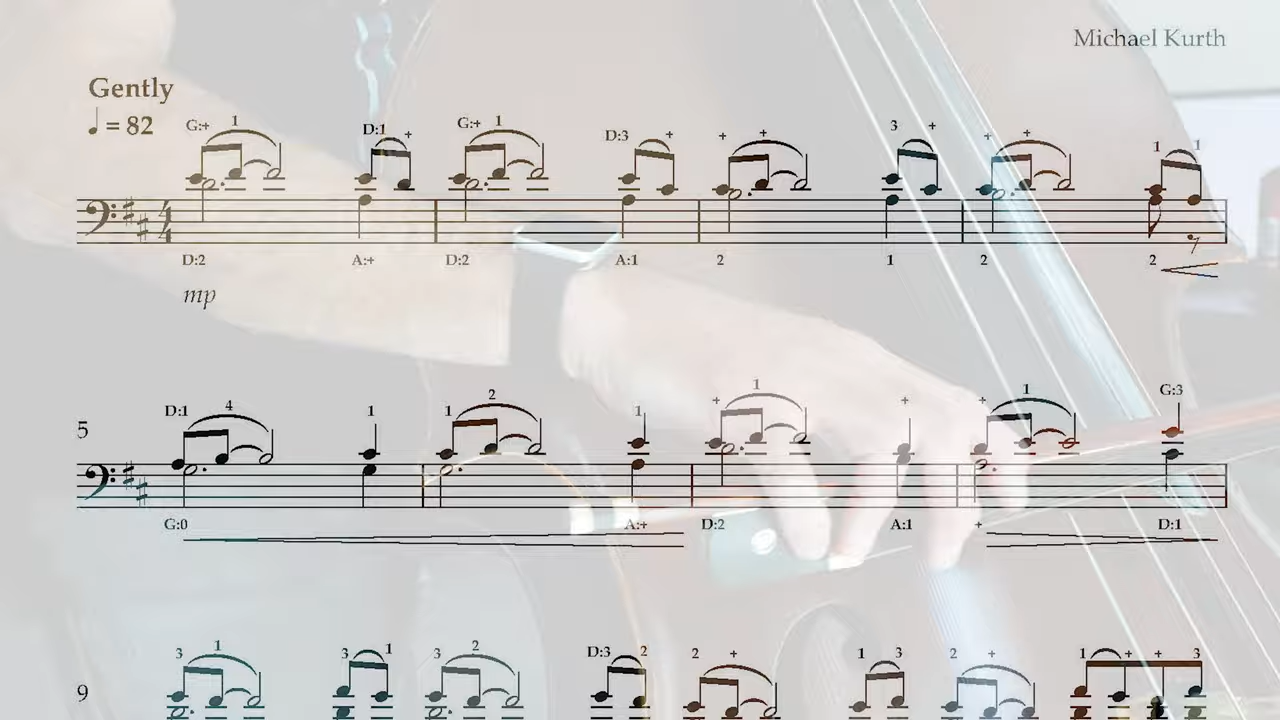 Michael Kurth
Gently
♩ = 82
G:+ 1 D:1 + G:+ 1 D:3 + + + 3 + + + 1 1
4
4
D:2 A:+ D:2 A:1 2 1 2 2
mp
D:1 4 1 1 2 1 + 1 + + 1 G:3
5
G:0 A:+ D:2 A:1 + D:1
3 1 3 1 3 2 D:3 2 2 + 1 3 2 + 1 + + 3
9